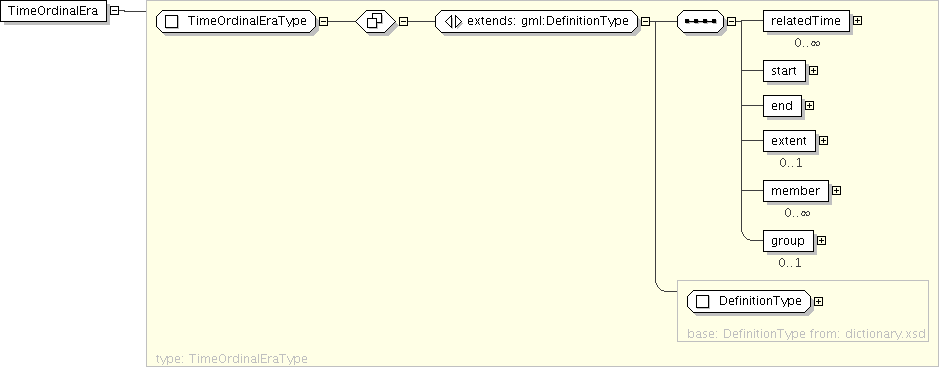 TimeOrdinalEra
TimeOrdinalEraType
extends: gml:DefinitionType
relatedTime
0..∞
start
end
extent
0..1
member
0..∞
group
0..1
DefinitionType
base: DefinitionType from: dictionary.xsd
type: TimeOrdinalEraType